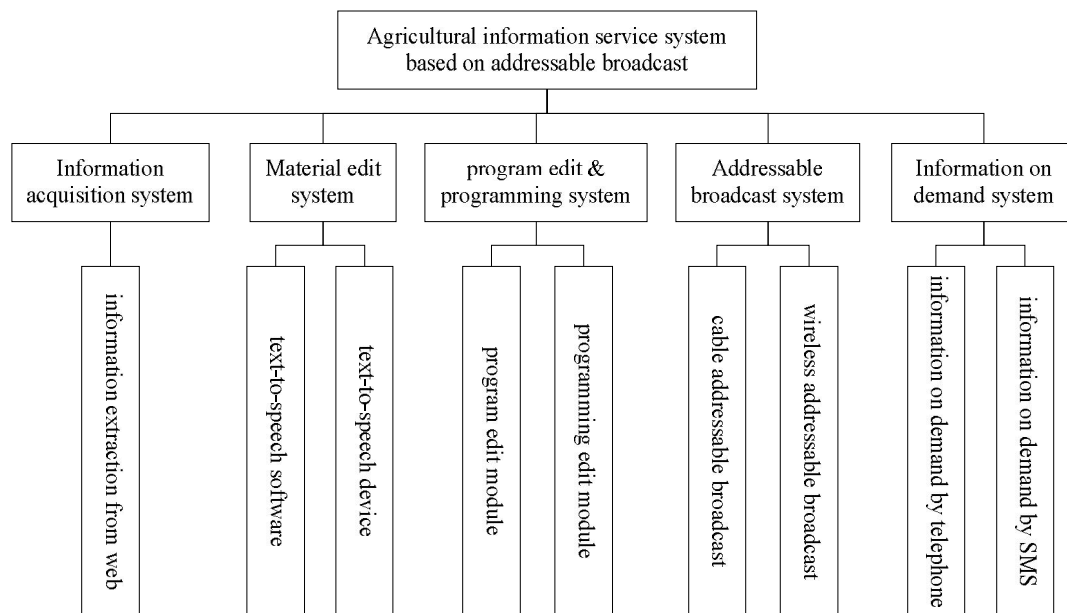 Agricultural information service system
based on addressable broadcast
Information
acquisition system
Material edit
system
program edit &
programming system
Addressable
broadcast system
Information on
demand system
information extraction from web
text-to-speech software
text-to-speech device
program edit module
programming edit module
cable addressable broadcast
wireless addressable broadcast
information on demand by telephone
information on demand by SMS